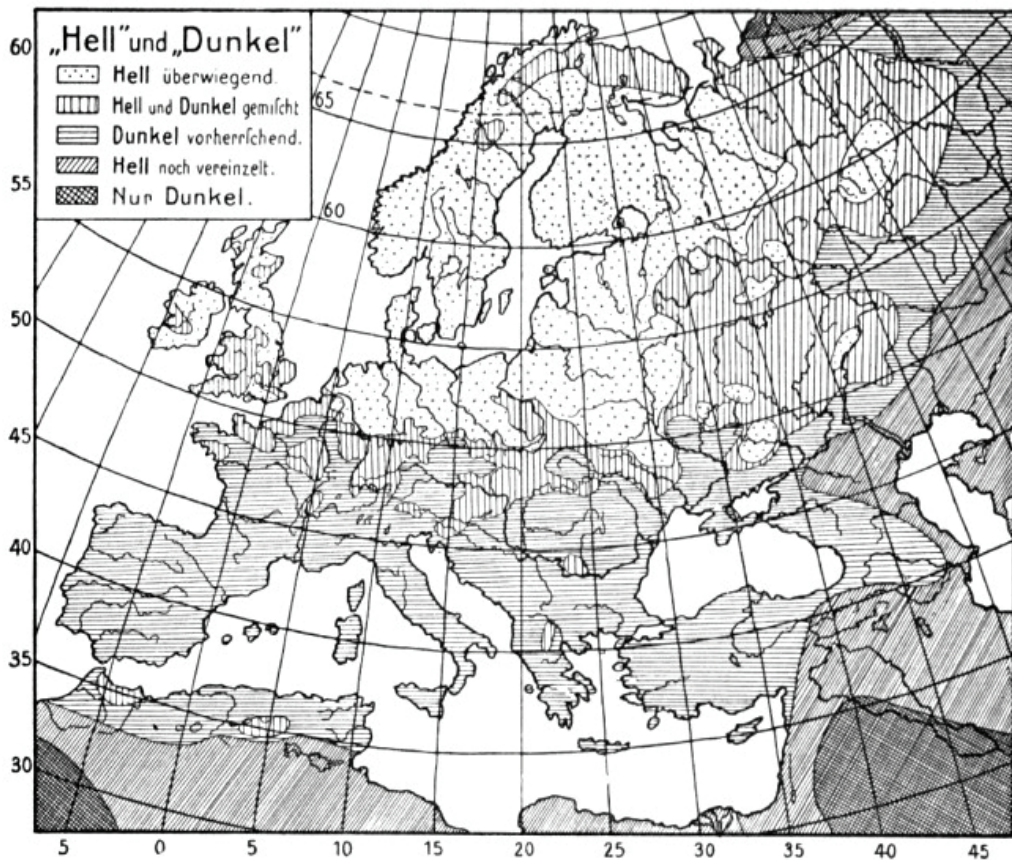 „Hell” und „Dunkel”
Hell überwiegend.
Hell und Dunkel gemiſcht
Dunkel vorherrſchend.
Hell noch vereinzelt.
Nur Dunkel.
60
65
55
60
50
45
40
35
30
5 0 5 10 15 20 25 30 35 40 45